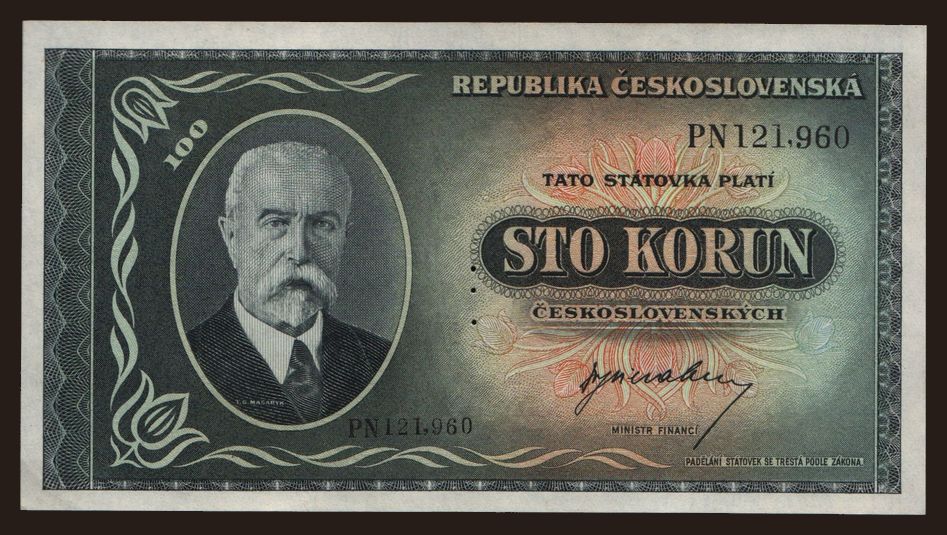 REPUBLIKA ČESKOSLOVENSKÁ
100
PN121,960
TATO STÁTOVKA PLATÍ
STO KORUN
ČESKOSLOVENSKÝCH
T. G. MASARYK
PN121,960
MINISTR FINANCÍ
PADĚLÁNÍ STÁTOVEK SE TRESTÁ PODLE ZÁKONA.